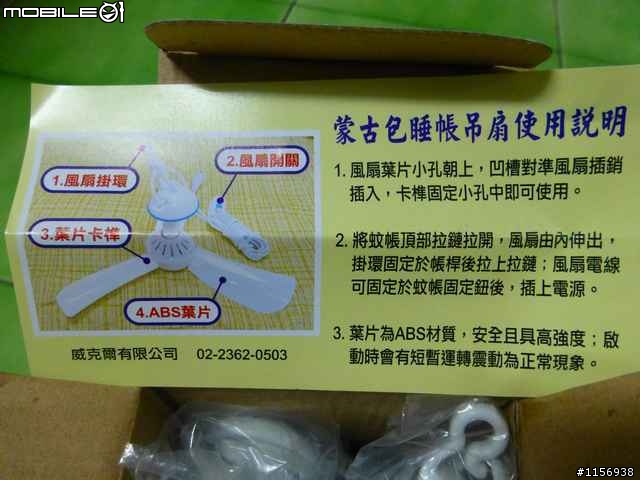 MOBILE01
蒙古包睡帳吊扇使用説明
1.風扇掛環
2.風扇開關
3.葉片卡榫
4.ABS葉片
威克爾有限公司 02-2362-0503
1. 風扇葉片小孔朝上，凹槽對準風扇插銷
插入，卡榫固定小孔中即可使用。
2. 將蚊帳頂部拉鏈拉開，風扇由內伸出，
掛環固定於帳桿後拉上拉鏈；風扇電線
可固定於蚊帳固定鈕後，插上電源。
3. 葉片為ABS材質，安全且具高強度；啟
動時會有短暫運轉震動為正常現象。
#1156938